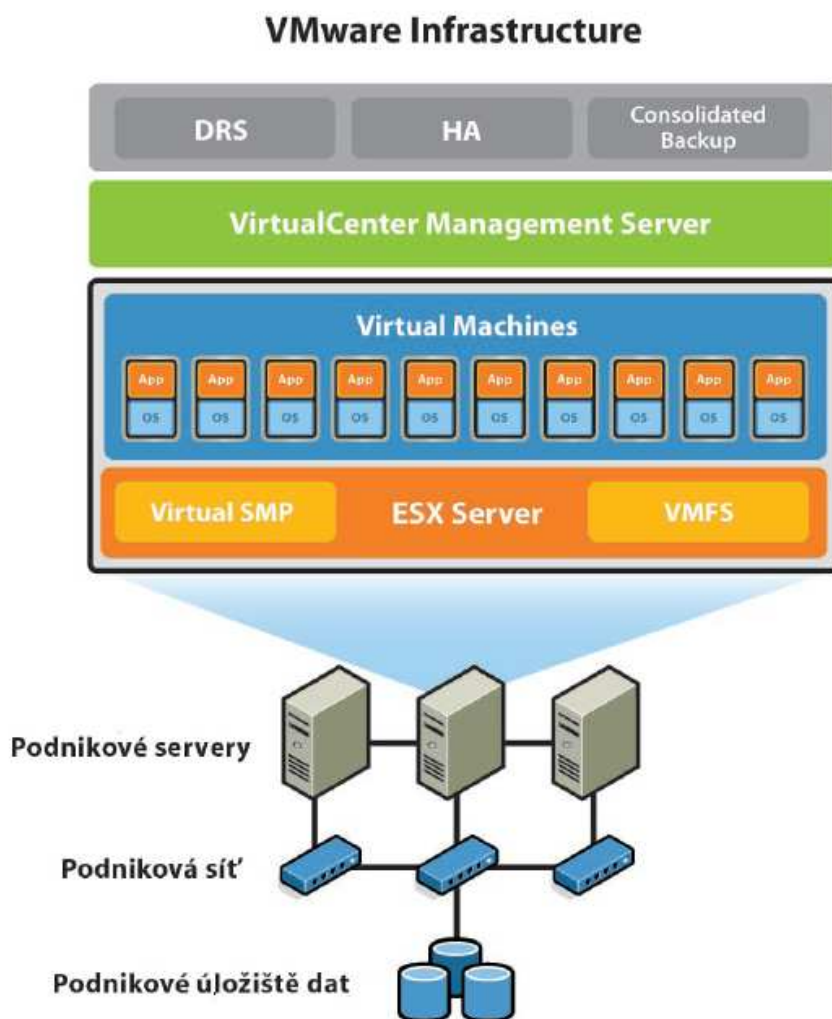 VMware Infrastructure
DRS
HA
Consolidated
Backup
VirtualCenter Management Server
Virtual Machines
App App App App App App App App App App
OS OS OS OS OS OS OS OS OS OS
Virtual SMP
ESX Server
VMFS
Podnikové servery
Podniková síť
Podnikové úložiště dat